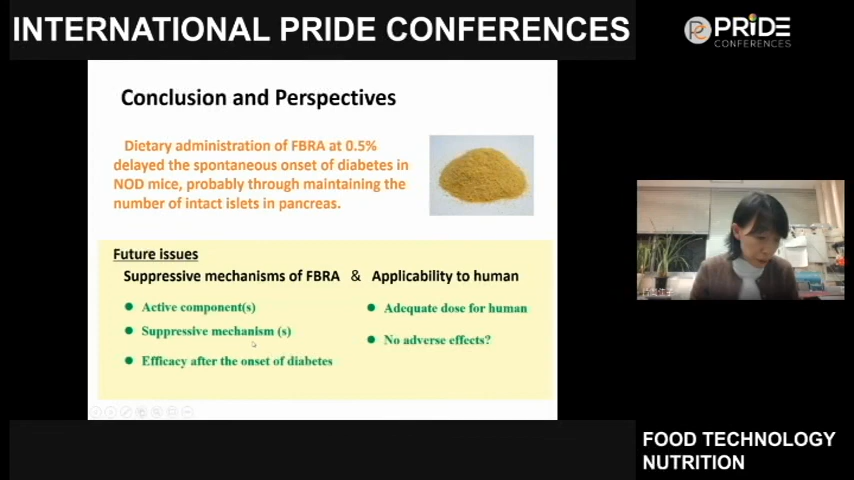 INTERNATIONAL PRIDE CONFERENCES
PC PRIDE
CONFERENCES
Conclusion and Perspectives
Dietary administration of FBRA at 0.5%
delayed the spontaneous onset of diabetes in
NOD mice, probably through maintaining the
number of intact islets in pancreas.
Future issues
Suppressive mechanisms of FBRA & Applicability to human
Active component(s)
Suppressive mechanism (s)
Efficacy after the onset of diabetes
Adequate dose for human
No adverse effects?
FOOD TECHNOLOGY
NUTRITION